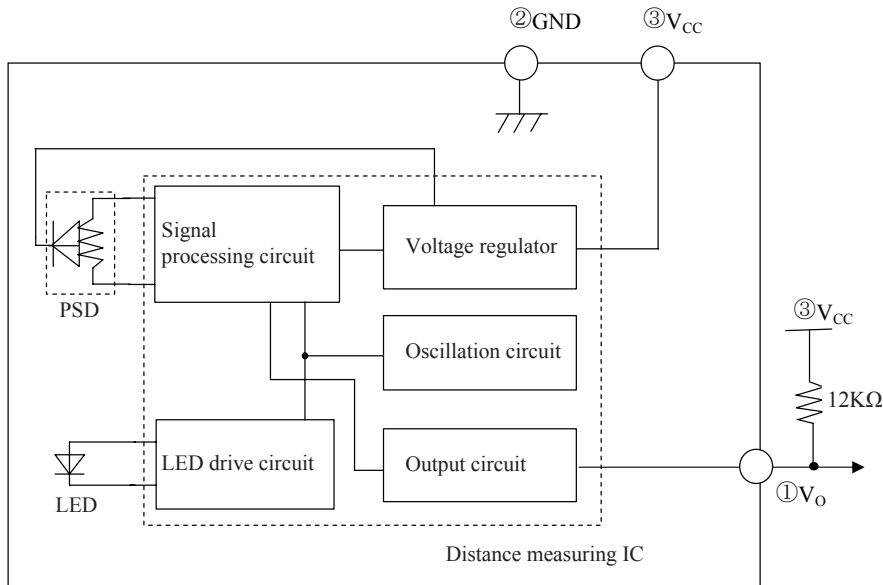 ②GND
③VCC
Signal
processing circuit
Voltage regulator
PSD
③VCC
Oscillation circuit
12KΩ
LED drive circuit
Output circuit
LED
①VO
Distance measuring IC